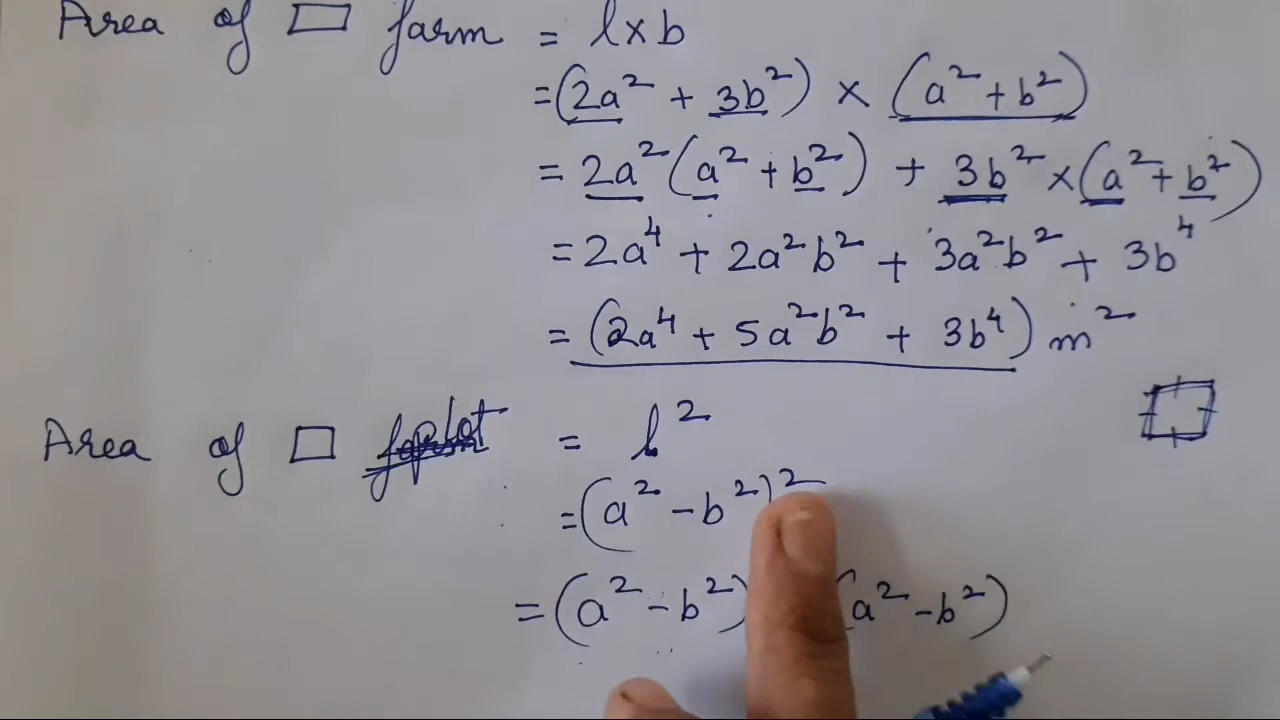 Area of □ farm = l×b
=(2a² + 3b²) × (a² + b²)
= 2a²(a² + b²) + 3b² ×(a² + b²)
= 2a⁴ + 2a²b² + 3a²b² + 3b⁴
= (2a⁴ + 5a²b² + 3b⁴) m²
Area of □ plot = l²
=(a² - b²)²
=(a² - b²) (a² - b²)